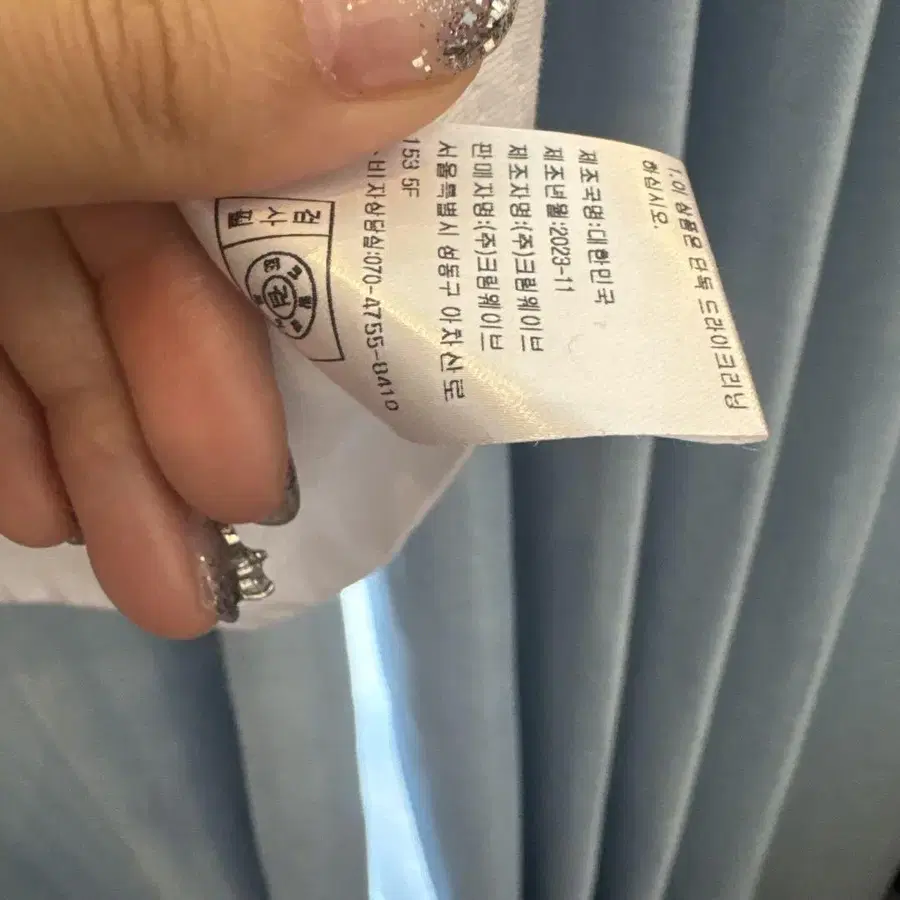 1.이 상품은 단독 드라이크리닝
하십시오.
제조국명:대한민국
제조년월:2023-11
제조자명:(주)크림웨이브
판매자명:(주)크림웨이브
서울특별시 성동구 아차산로
153 5F
비자상담실:070-4755-8410
검사필
검